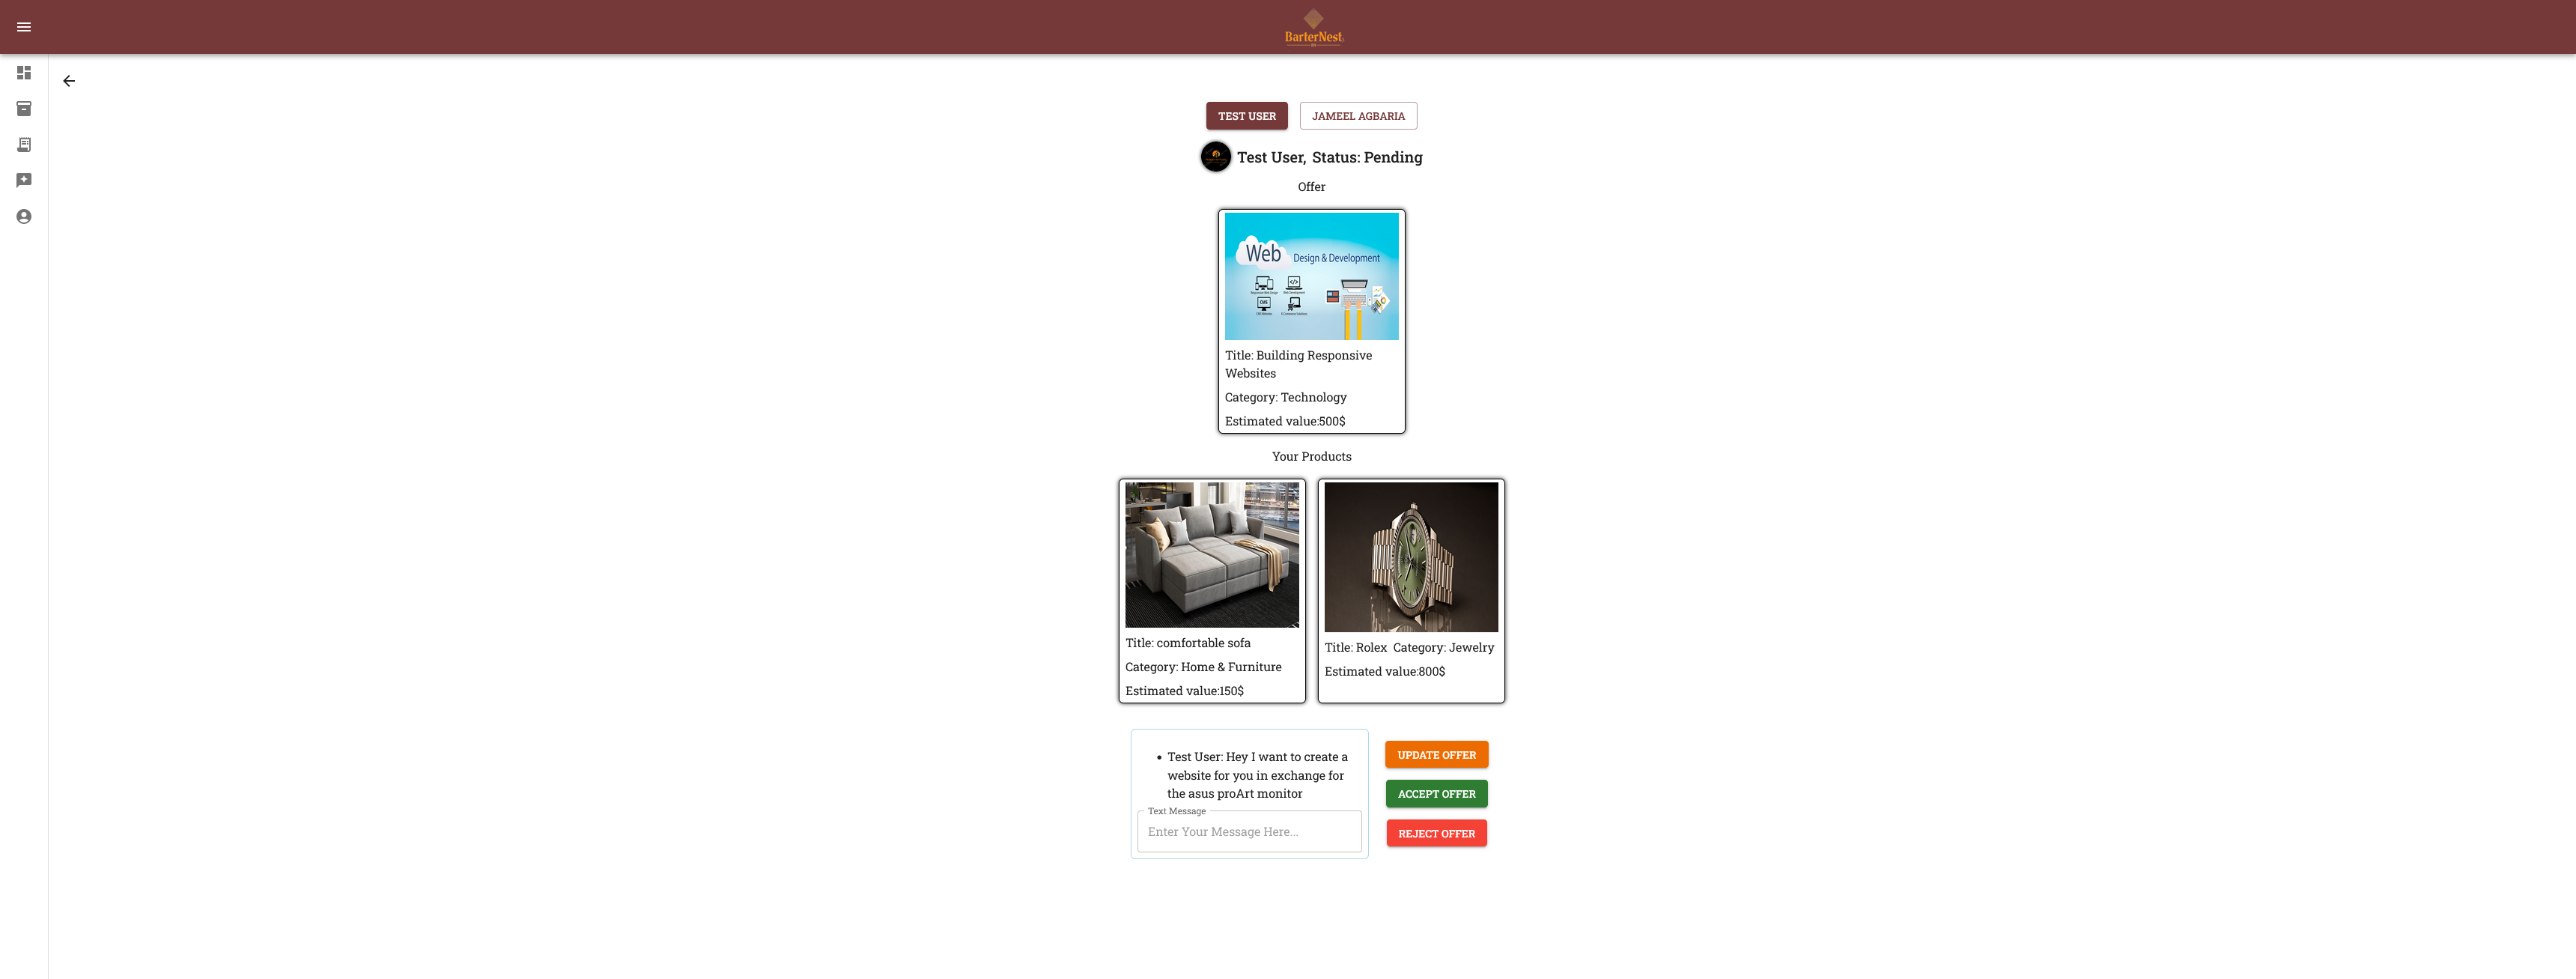 BarterNest
TEST USER
JAMEEL AGBARIA
Test User, Status: Pending
Offer
Web Design & Development
Title: Building Responsive
Websites
Category: Technology
Estimated value:500$
Your Products
Title: comfortable sofa
Category: Home & Furniture
Estimated value:150$
Title: Rolex Category: Jewelry
Estimated value:800$
Test User: Hey I want to create a
website for you in exchange for
the asus proArt monitor
Text Message
Enter Your Message Here...
UPDATE OFFER
ACCEPT OFFER
REJECT OFFER